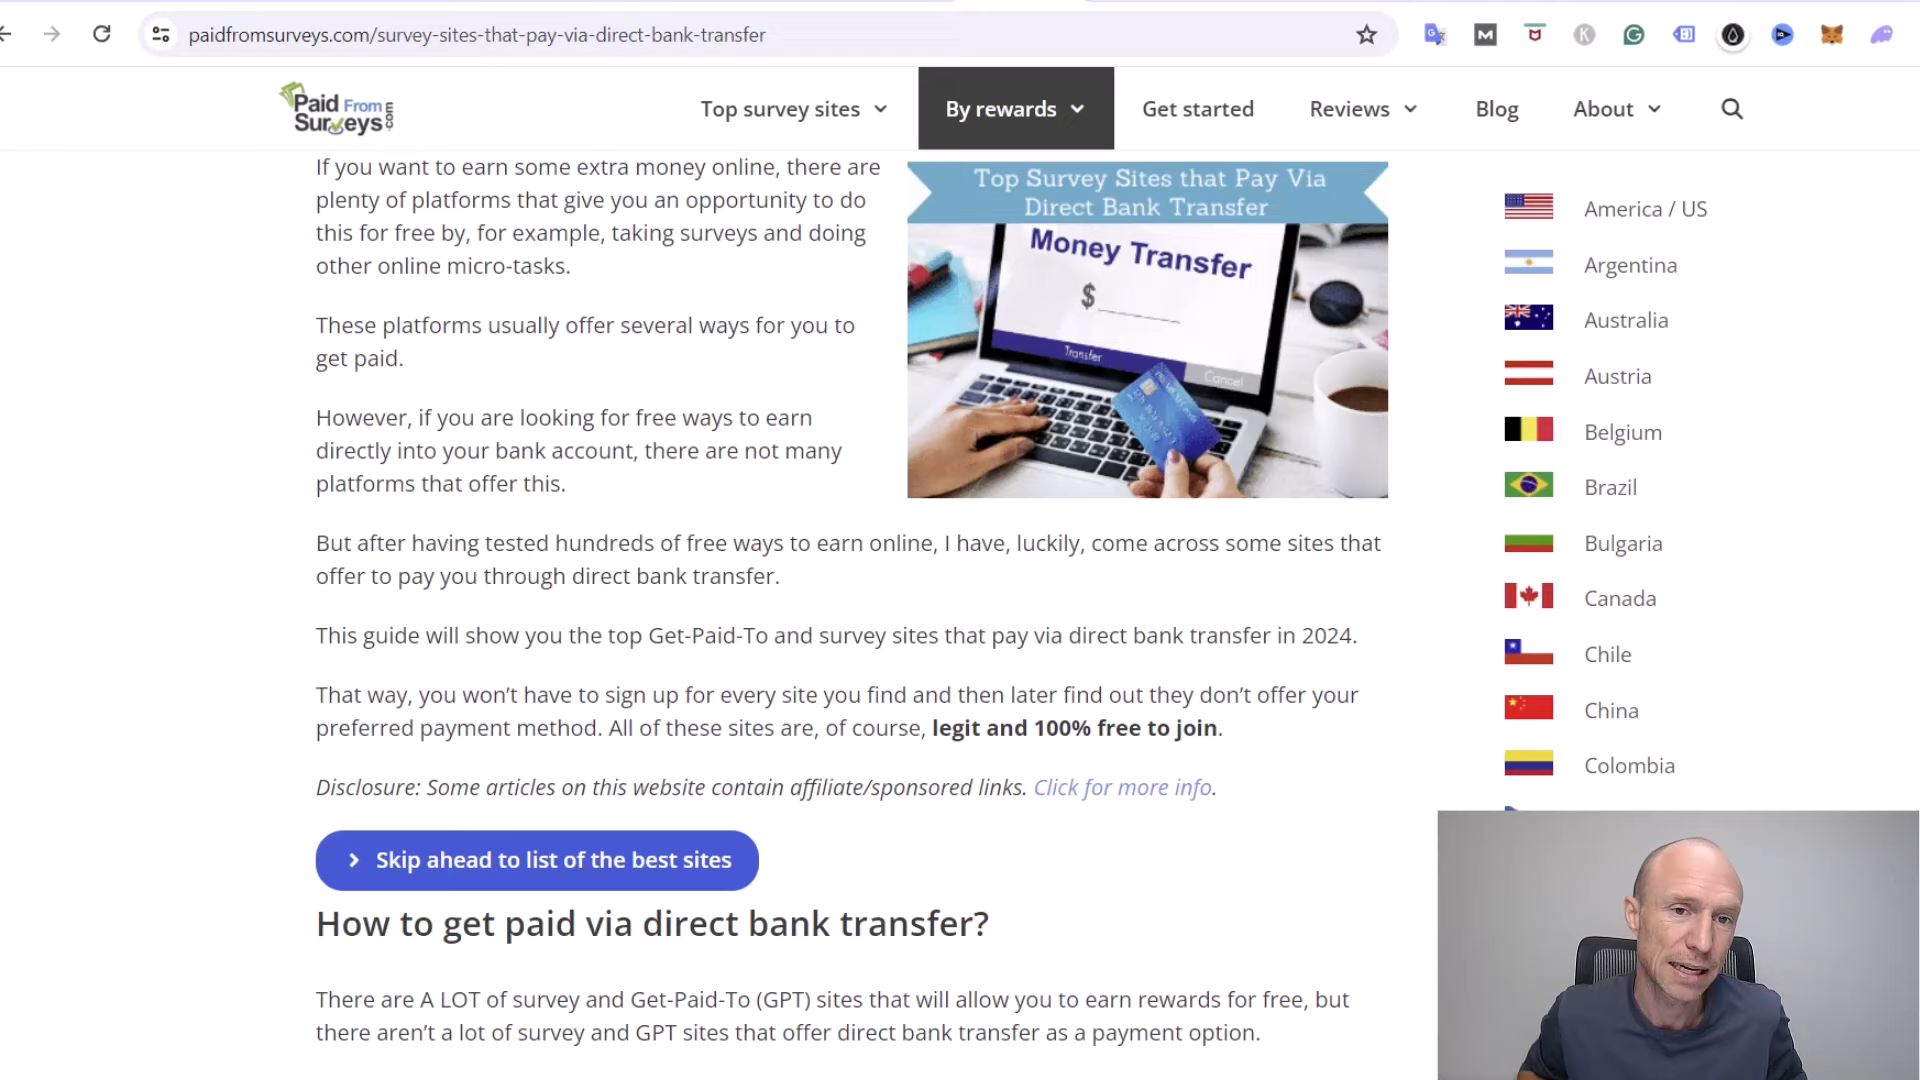 paidfromsurveys.com/survey-sites-that-pay-via-direct-bank-transfer
Paid From
Surveys
.com
Top survey sites
By rewards
Get started
Reviews
Blog
About
If you want to earn some extra money online, there are
plenty of platforms that give you an opportunity to do
this for free by, for example, taking surveys and doing
other online micro-tasks.
These platforms usually offer several ways for you to
get paid.
However, if you are looking for free ways to earn
directly into your bank account, there are not many
platforms that offer this.
Top Survey Sites that Pay Via
Direct Bank Transfer
Money Transfer
$
Transfer
Cancel
But after having tested hundreds of free ways to earn online, I have, luckily, come across some sites that
offer to pay you through direct bank transfer.
This guide will show you the top Get-Paid-To and survey sites that pay via direct bank transfer in 2024.
That way, you won’t have to sign up for every site you find and then later find out they don’t offer your
preferred payment method. All of these sites are, of course, legit and 100% free to join.
Disclosure: Some articles on this website contain affiliate/sponsored links. Click for more info.
Skip ahead to list of the best sites
How to get paid via direct bank transfer?
There are A LOT of survey and Get-Paid-To (GPT) sites that will allow you to earn rewards for free, but
there aren’t a lot of survey and GPT sites that offer direct bank transfer as a payment option.
America / US
Argentina
Australia
Austria
Belgium
Brazil
Bulgaria
Canada
Chile
China
Colombia